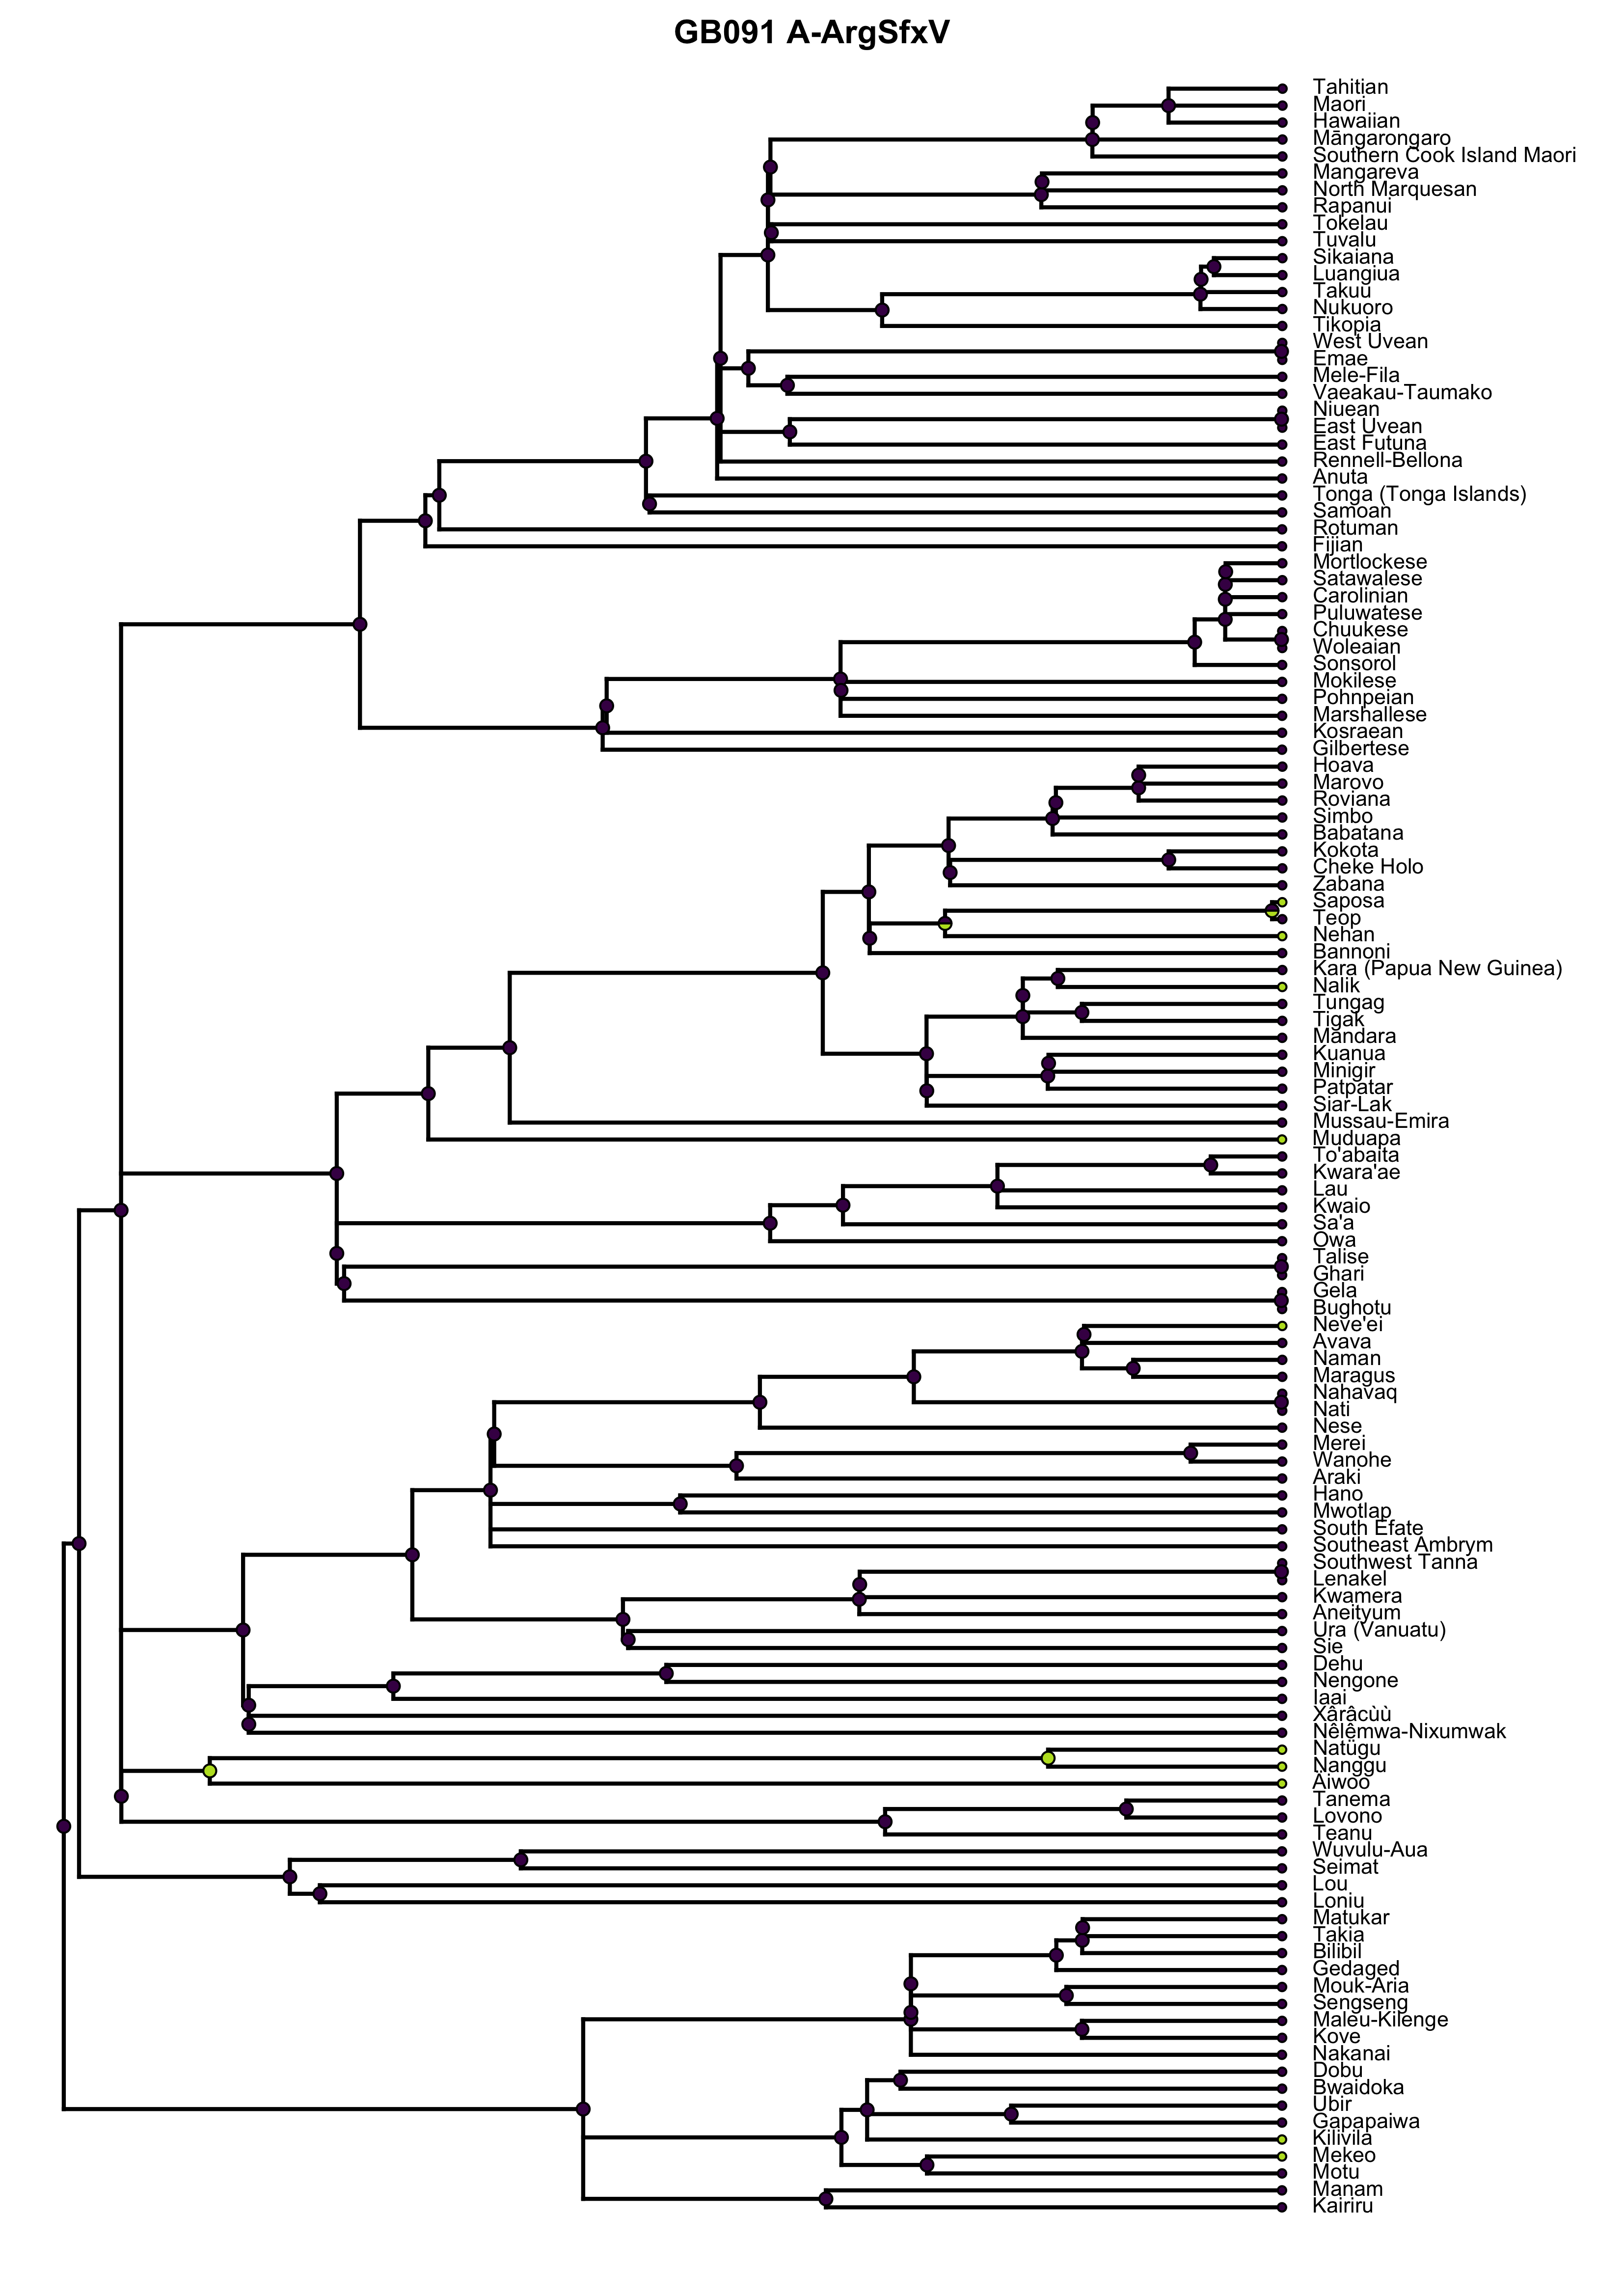 GB091 A-ArgSfxV
Tahitian
Maori
Hawaiian
Mangarongaro
Southern Cook Island Maori
Mangareva
North Marquesan
Rapanui
Tokelau
Tuvalu
Sikaiana
Luangiua
Takuu
Nukuoro
Tikopia
West Uvean
Emae
Mele-Fila
Vaeakau-Taumako
Niuean
East Uvean
East Futuna
Rennell-Bellona
Anuta
Tonga (Tonga Islands)
Samoan
Rotuman
Fijian
Mortlockese
Satawalese
Carolinian
Puluwatese
Chuukese
Woleaian
Sonsorol
Mokilese
Pohnpeian
Marshallese
Kosraean
Gilbertese
Hoava
Marovo
Roviana
Simbo
Babatana
Kokota
Cheke Holo
Zabana
Saposa
Teop
Nehan
Bannoni
Kara (Papua New Guinea)
Nalik
Tungag
Tigak
Mandara
Kuanua
Minigir
Patpatar
Siar-Lak
Mussau-Emira
Muduapa
To'abaita
Kwara'ae
Lau
Kwaio
Sa'a
Owa
Talise
Ghari
Gela
Bughotu
Neve'ei
Avava
Naman
Maragus
Nahavaq
Nati
Nese
Merei
Wanohe
Araki
Hano
Mwotlap
South Efate
Southeast Ambrym
Southwest Tanna
Lenakel
Kwamera
Aneityum
Ura (Vanuatu)
Sie
Dehu
Nengone
Iaai
Xârâcùù
Nêlêmwa-Nixumwak
Natügu
Nanggu
Äiwoo
Tanema
Lovono
Teanu
Wuvulu-Aua
Seimat
Lou
Loniu
Matukar
Takia
Bilibil
Gedaged
Mouk-Aria
Sengseng
Maleu-Kilenge
Kove
Nakanai
Dobu
Bwaidoka
Ubir
Gapapaiwa
Kilivila
Mekeo
Motu
Manam
Kairiru